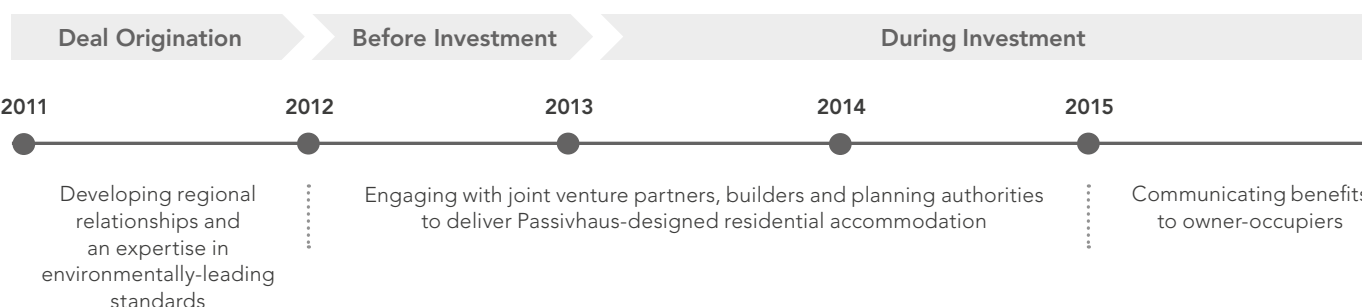 Deal Origination
Before Investment
During Investment
2011
2012
2013
2014
2015
Developing regional
relationships and
an expertise in
environmentally-leading
standards
Engaging with joint venture partners, builders and planning authorities
to deliver Passivhaus-designed residential accommodation
Communicating benefits
to owner-occupiers